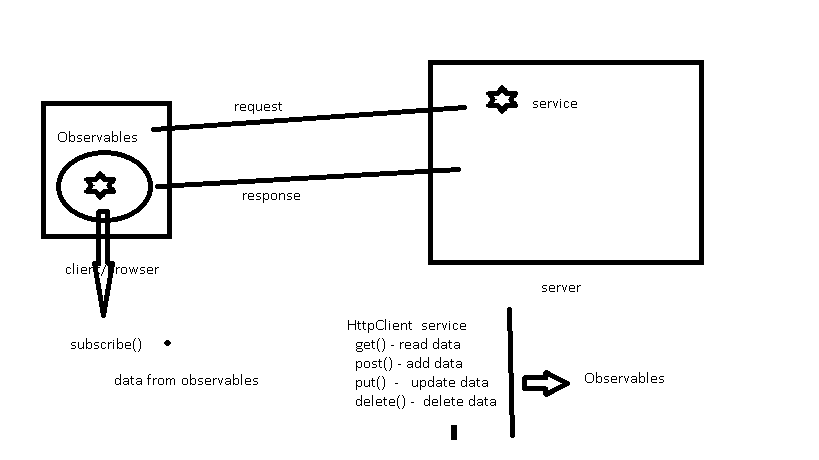 request
service
Observables
response
client/browser
server
HttpClient service
get() - read data
subscribe()
post() - add data
data from observables
put() - update data
Observables
delete() - delete data